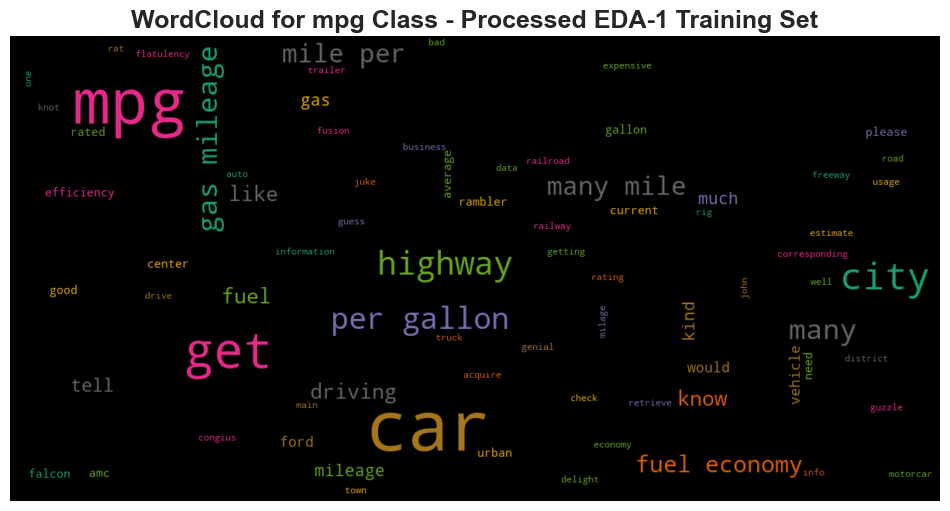 WordCloud for mpg Class - Processed EDA-1 Training Set
bad
rat
flatulency
mile per
gas mileage
trailer
expensive
one
mpg
gas
knot
rated
fusion
gallon
please
business
average
railroad
road
data
auto
juke
freeway
usage
efficiency
like
many mile
much
rambler
current
rig
guess
railway
estimate
information
getting
corresponding
center
highway
rating
john
well
city
good
drive
fuel
per gallon
milage
kind
many
truck
genial
get
vehicle
need
district
would
acquire
tell
driving
check
retrieve
know
main
guzzle
car
congius
ford
urban
economy
falcon
amc
mileage
fuel economy
info
motorcar
delight
town